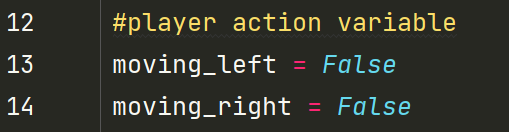 12 #player action variable
13 moving_left = False
14 moving_right = False